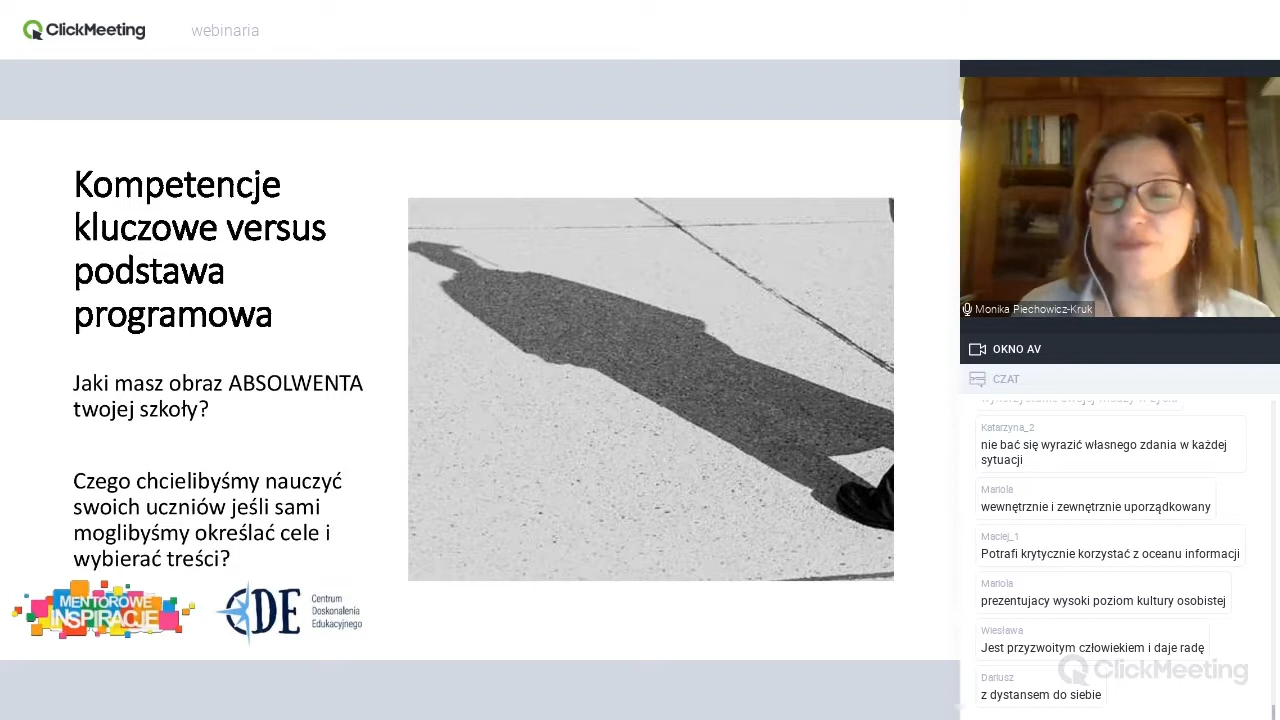 ClickMeeting
webinaria
Kompetencje
kluczowe versus
podstawa
programowa
Jaki masz obraz ABSOLWENTA
twojej szkoły?
Czego chcielibyśmy nauczyć
swoich uczniów jeśli sami
moglibyśmy określać cele i
wybierać treści?
MENTOROWE
INSPIRACJE
CDE
Centrum
Doskonalenia
Edukacyjnego
Monika Piechowicz-Kruk
OKNO AV
CZAT
Katarzyna_2
nie bać się wyrazić własnego zdania w każdej
sytuacji
Mariola
wewnętrznie i zewnętrznie uporządkowany
Maciej_1
Potrafi krytycznie korzystać z oceanu informacji
Mariola
prezentujacy wysoki poziom kultury osobistej
Wiesława
Jest przyzwoitym człowiekiem i daje radę
ClickMeeting
Dariusz
z dystansem do siebie